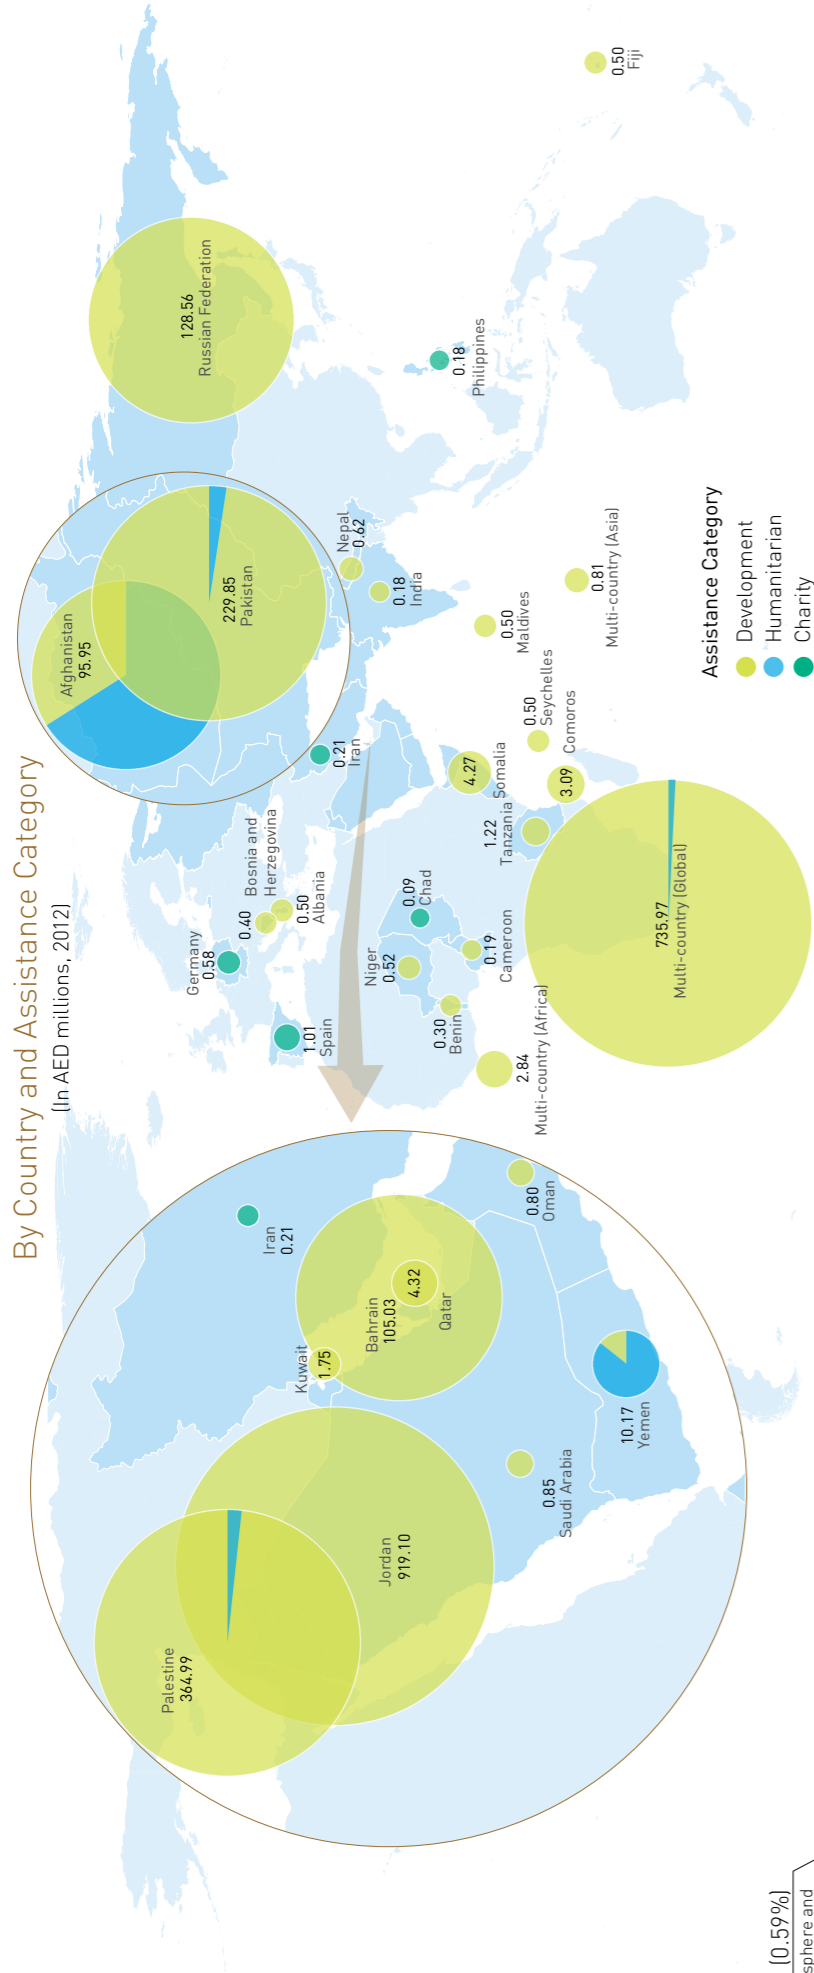 By Country and Assistance Category
(In AED millions, 2012)
Palestine
364.99
Jordan
919.10
Kuwait
1.75
Bahrain
105.03
4.32
Qatar
Iran
0.21
Saudi Arabia
0.85
10.17
Yemen
0.80
Oman
Germany
0.58
1.01
Spain
0.40
Bosnia and
Herzegovina
0.50
Albania
0.21
Iran
Afghanistan
95.95
229.85
Pakistan
128.56
Russian Federation
Nepal
0.62
0.18
India
0.50
Maldives
0.18
Philippines
0.50
Fiji
0.81
Multi-country (Asia)
Niger
0.52
0.09
Chad
0.30
Benin
0.19
Cameroon
2.84
Multi-country (Africa)
4.27
Somalia
1.22
Tanzania
0.50
Seychelles
3.09
Comoros
735.97
Multi-country (Global)
Assistance Category
Development
Humanitarian
Charity
(0.59%)
sphere and